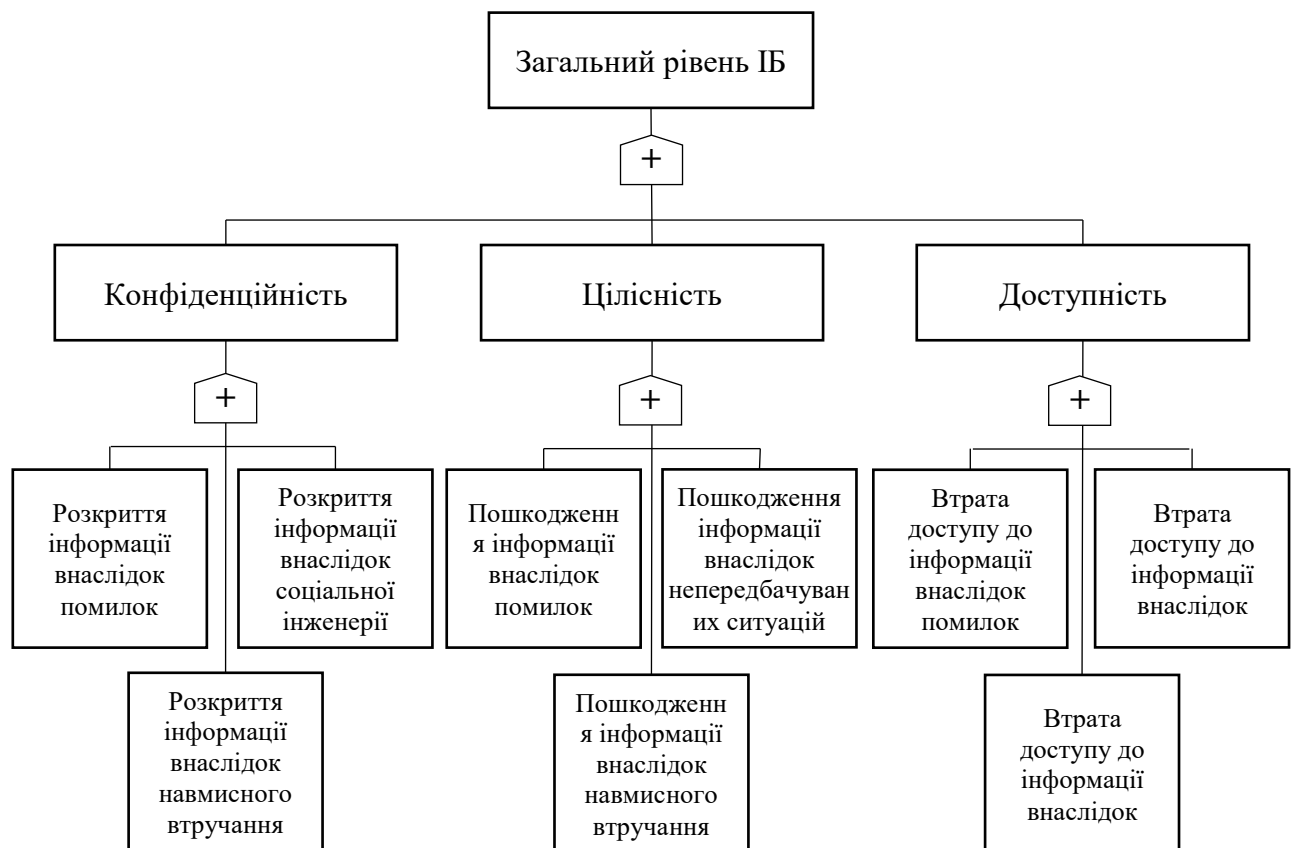 Загальний рівень ІБ
+
Конфіденційність
Цілісність
Доступність
+
+
+
Розкриття
інформації
внаслідок
помилок
Розкриття
інформації
внаслідок
соціальної
інженерії
Пошкодженн
я інформації
внаслідок
помилок
Пошкодження
інформації
внаслідок
непередбачуван
их ситуацій
Втрата
доступу до
інформації
внаслідок
помилок
Втрата
доступу до
інформації
внаслідок
Розкриття
інформації
внаслідок
навмисного
втручання
Пошкодженн
я інформації
внаслідок
навмисного
втручання
Втрата
доступу до
інформації
внаслідок